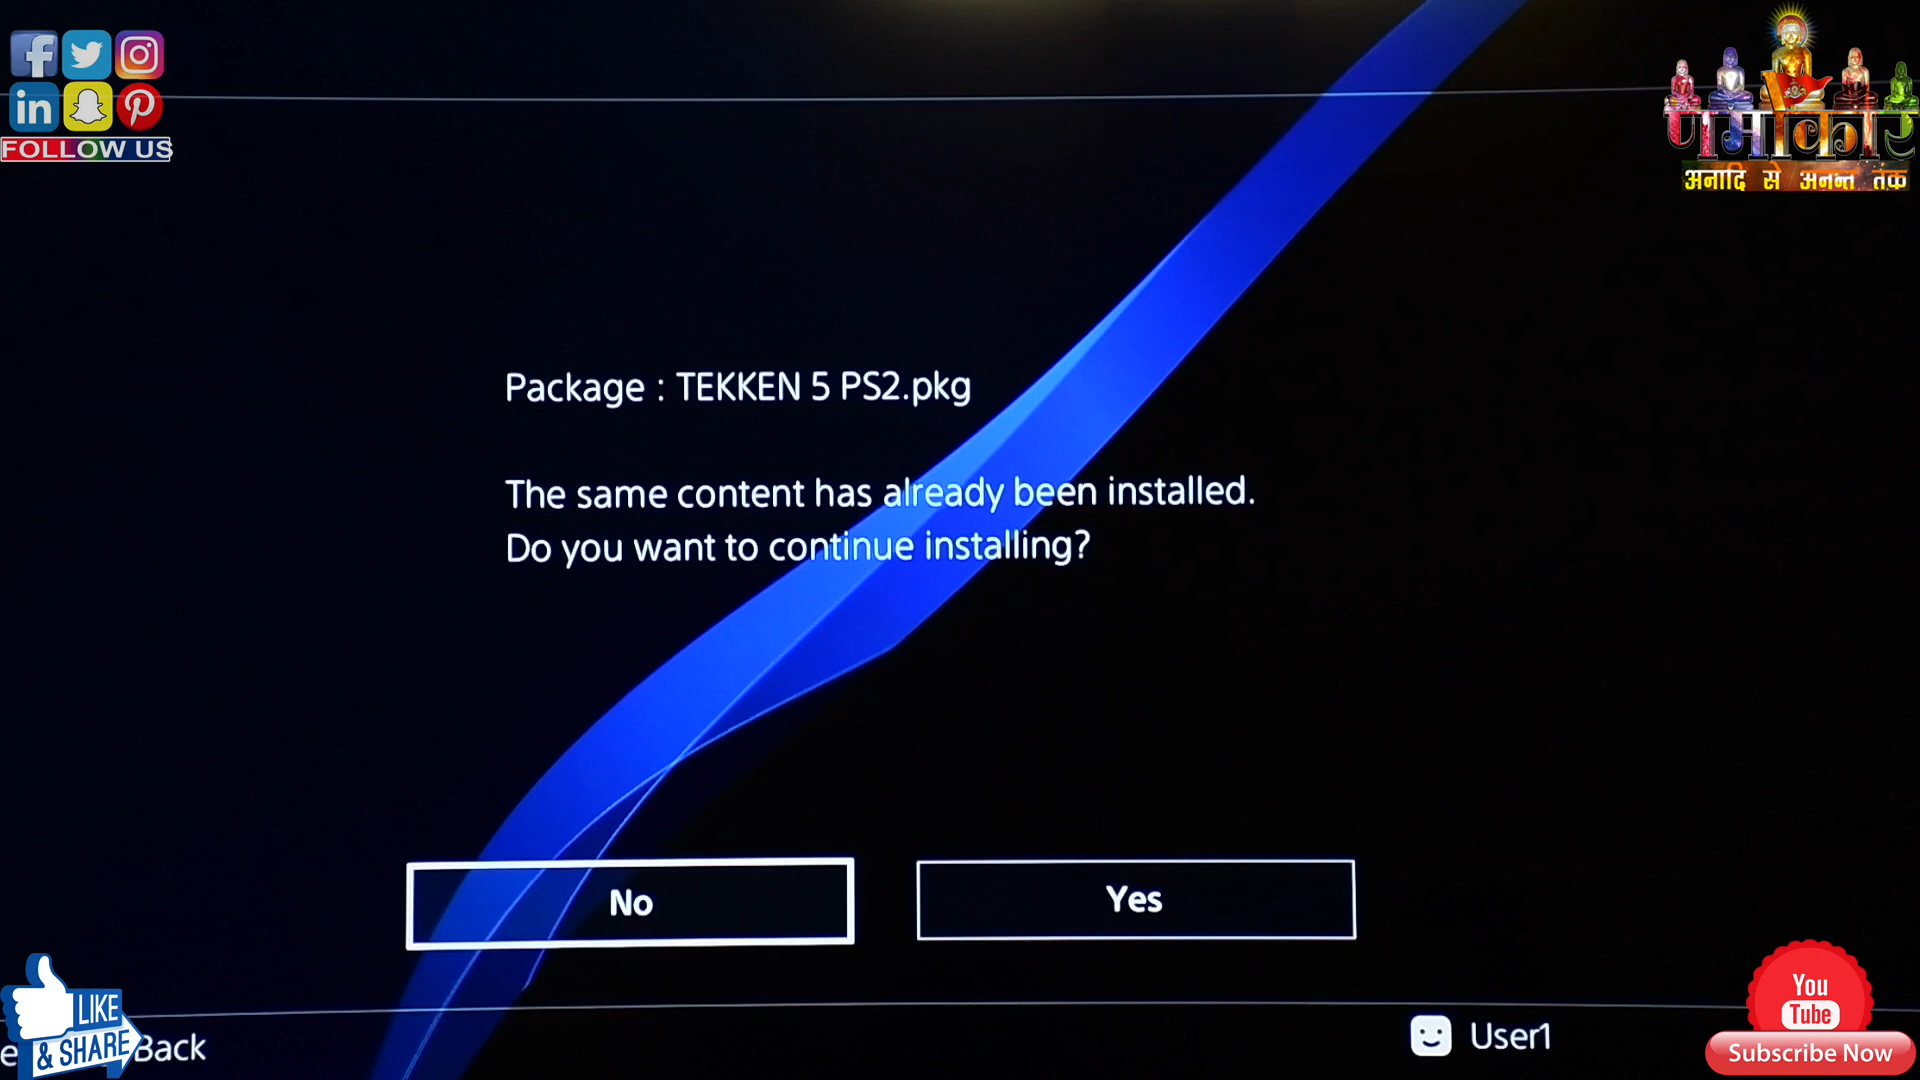 FOLLOW US
णमोकार
अनादि से अनन्त तक
Package : TEKKEN 5 PS2.pkg
The same content has already been installed.
Do you want to continue installing?
No
Yes
LIKE
& SHARE
Back
User1
You
Tube
Subscribe Now